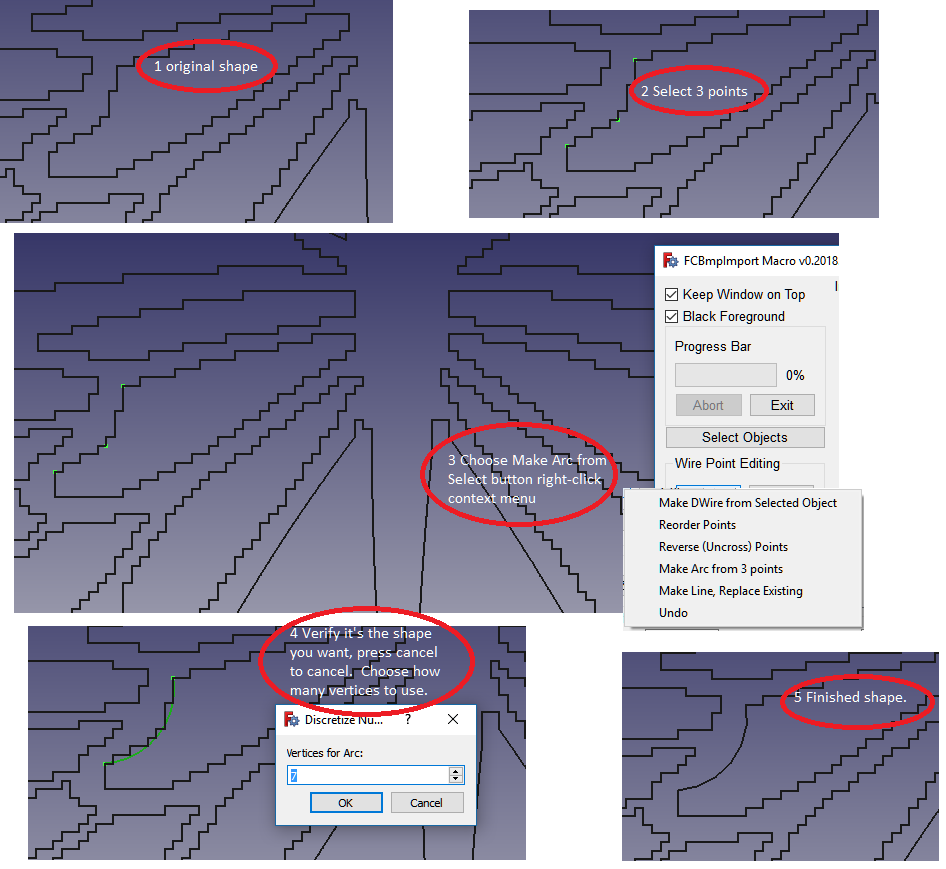 1 original shape
2 Select 3 points
FCBmpImport Macro v0.2018
Keep Window on Top
Black Foreground
Progress Bar
0%
Abort
Exit
Select Objects
Wire Point Editing
3 Choose Make Arc from
Select button right-click
context menu
Make DWire from Selected Object
Reorder Points
Reverse (Uncross) Points
Make Arc from 3 points
Make Line, Replace Existing
Undo
4 Verify it's the shape
you want, press cancel
to cancel. Choose how
many vertices to use.
Discretize Nu... ?
Vertices for Arc:
7
OK
Cancel
5 Finished shape.